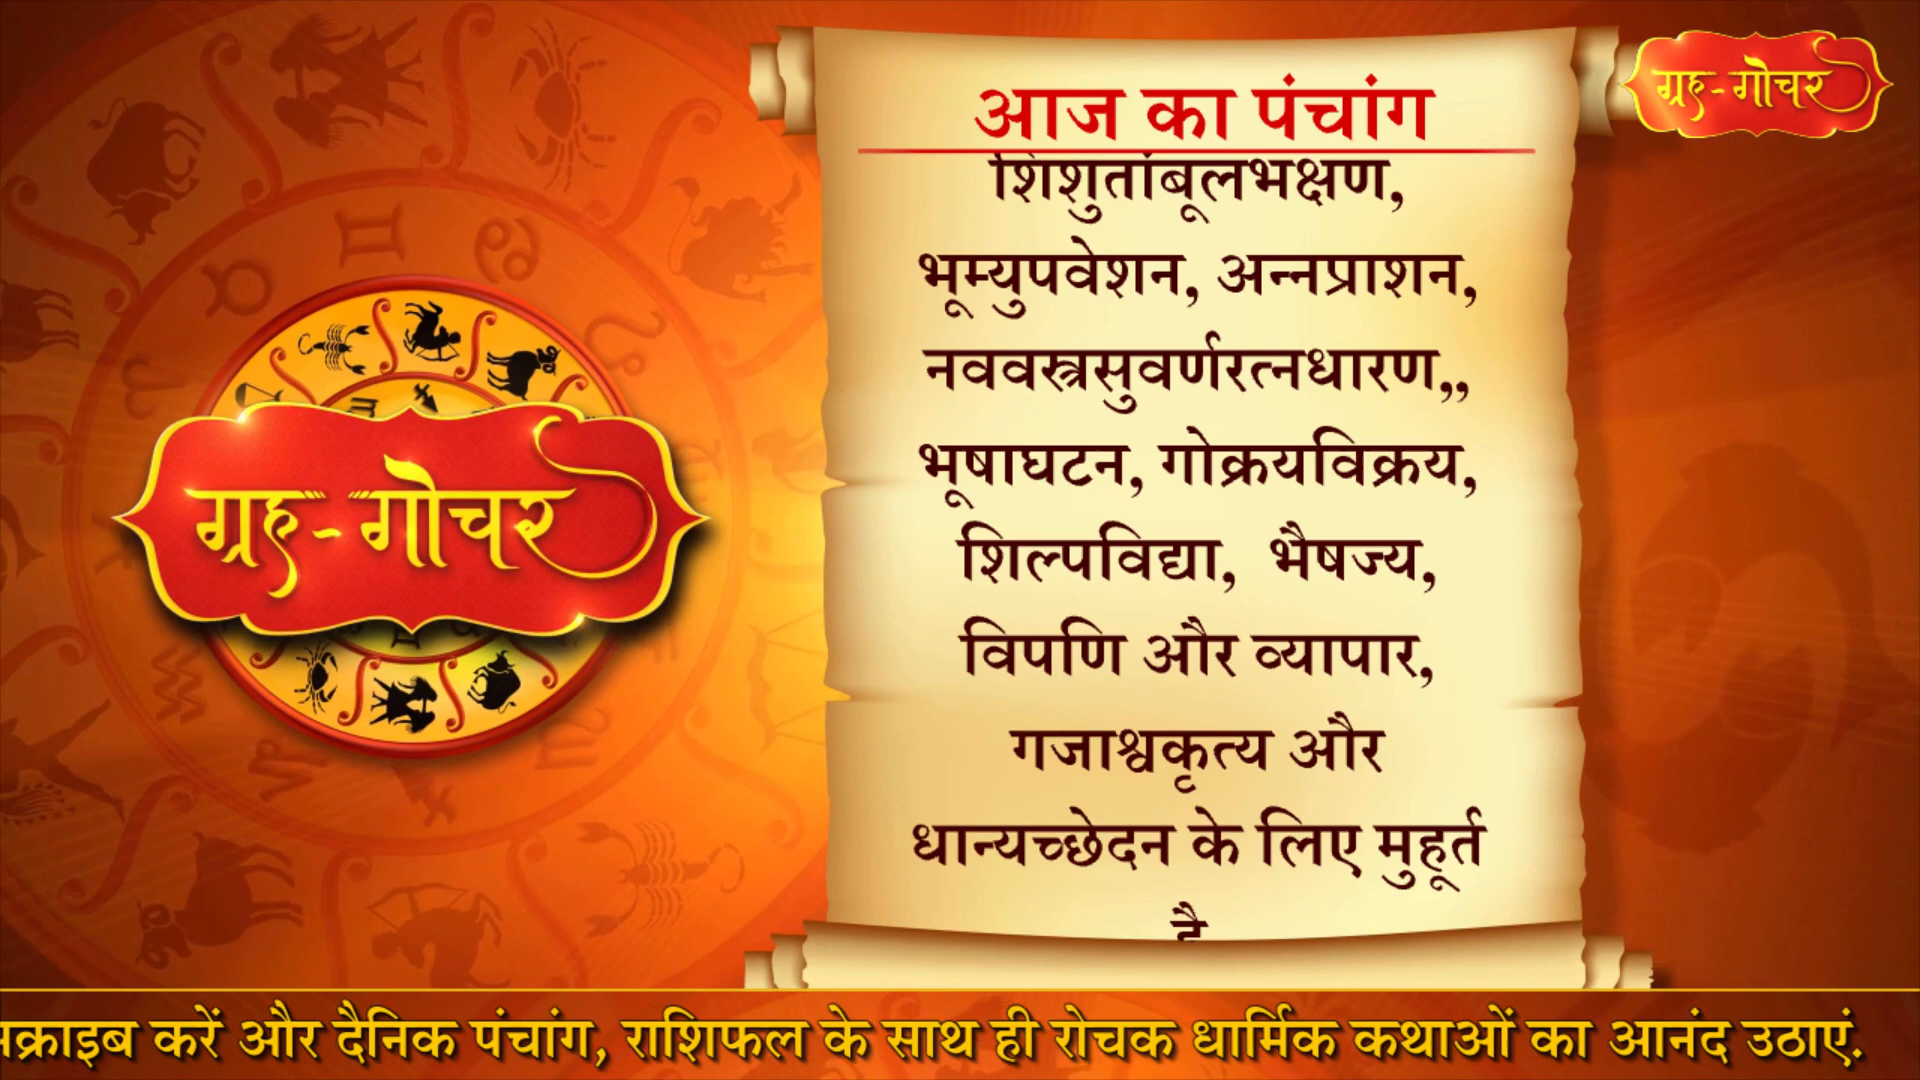 आज का पंचांग
ग्रह-गोचर
शिशुतांबूलभक्षण,
भूम्युपवेशन, अन्नप्राशन,
नववस्त्रसुवर्णरत्नधारण,,
भूषाघटन, गोक्रयविक्रय,
शिल्पविद्या, भैषज्य,
विपणि और व्यापार,
गजाश्वकृत्य और
धान्यच्छेदन के लिए मुहूर्त
है
ग्रह-गोचर
करें और दैनिक पंचांग, राशिफल के साथ ही रोचक धार्मिक कथाओं का आनंद उठाएं.